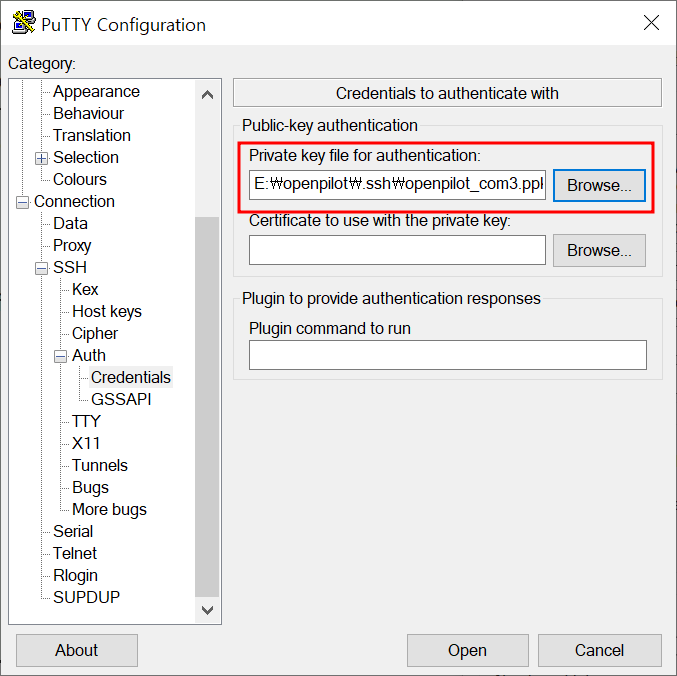 PuTTY Configuration
Category:
Appearance
Behaviour
Translation
Selection
Colours
Connection
Data
Proxy
SSH
Kex
Host keys
Cipher
Auth
Credentials
GSSAPI
TTY
X11
Tunnels
Bugs
More bugs
Serial
Telnet
Rlogin
SUPDUP
Credentials to authenticate with
Public-key authentication
Private key file for authentication:
E:₩openpilot₩.ssh₩openpilot_com3.ppk
Browse...
Certificate to use with the private key:
Browse...
Plugin to provide authentication responses
Plugin command to run
About
Open
Cancel